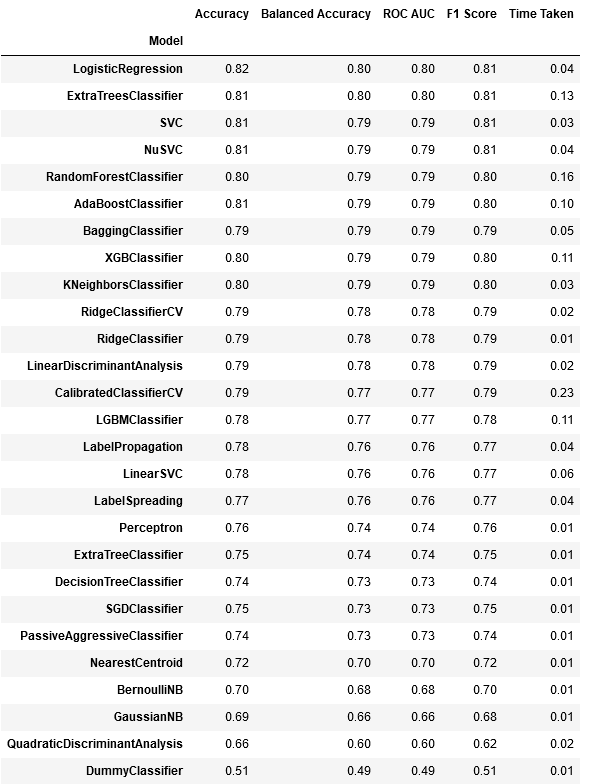 Accuracy Balanced Accuracy ROC AUC F1 Score Time Taken
Model
LogisticRegression 0.82 0.80 0.80 0.81 0.04
ExtraTreesClassifier 0.81 0.80 0.80 0.81 0.13
SVC 0.81 0.79 0.79 0.81 0.03
NuSVC 0.81 0.79 0.79 0.81 0.04
RandomForestClassifier 0.80 0.79 0.79 0.80 0.16
AdaBoostClassifier 0.81 0.79 0.79 0.80 0.10
BaggingClassifier 0.79 0.79 0.79 0.79 0.05
XGBClassifier 0.80 0.79 0.79 0.80 0.11
KNeighborsClassifier 0.80 0.79 0.79 0.80 0.03
RidgeClassifierCV 0.79 0.78 0.78 0.79 0.02
RidgeClassifier 0.79 0.78 0.78 0.79 0.01
LinearDiscriminantAnalysis 0.79 0.78 0.78 0.79 0.02
CalibratedClassifierCV 0.79 0.77 0.77 0.79 0.23
LGBMClassifier 0.78 0.77 0.77 0.78 0.11
LabelPropagation 0.78 0.76 0.76 0.77 0.04
LinearSVC 0.78 0.76 0.76 0.77 0.06
LabelSpreading 0.77 0.76 0.76 0.77 0.04
Perceptron 0.76 0.74 0.74 0.76 0.01
ExtraTreeClassifier 0.75 0.74 0.74 0.75 0.01
DecisionTreeClassifier 0.74 0.73 0.73 0.74 0.01
SGDClassifier 0.75 0.73 0.73 0.75 0.01
PassiveAggressiveClassifier 0.74 0.73 0.73 0.74 0.01
NearestCentroid 0.72 0.70 0.70 0.72 0.01
BernoulliNB 0.70 0.68 0.68 0.70 0.01
GaussianNB 0.69 0.66 0.66 0.68 0.01
QuadraticDiscriminantAnalysis 0.66 0.60 0.60 0.62 0.02
DummyClassifier 0.51 0.49 0.49 0.51 0.01